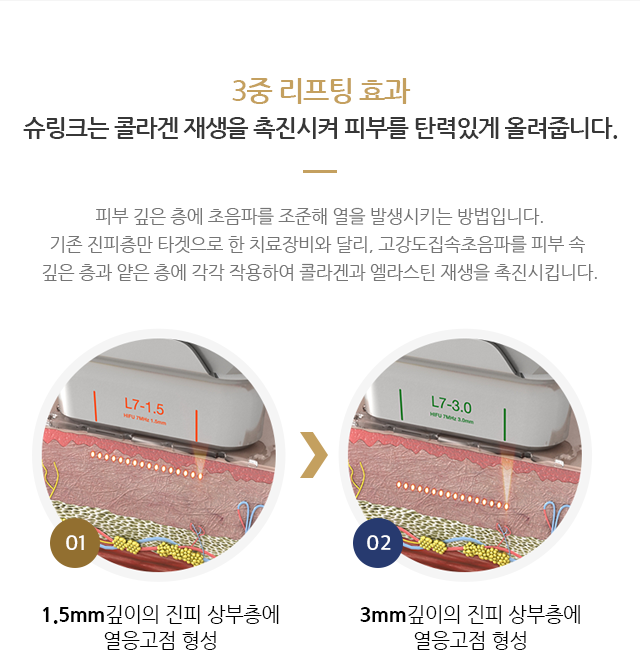 3중 리프팅 효과
슈링크는 콜라겐 재생을 촉진시켜 피부를 탄력있게 올려줍니다.
피부 깊은 층에 초음파를 조준해 열을 발생시키는 방법입니다.
기존 진피층만 타겟으로 한 치료장비와 달리, 고강도집속초음파를 피부 속
깊은 층과 얕은 층에 각각 작용하여 콜라겐과 엘라스틴 재생을 촉진시킵니다.
L7-1.5
HIFU 7MHz 1.5mm
01
1.5mm깊이의 진피 상부층에
열응고점 형성
L7-3.0
HIFU 7MHz 3.0mm
02
3mm깊이의 진피 상부층에
열응고점 형성